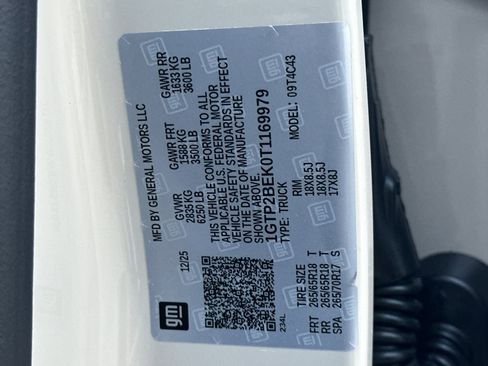 gm
MFD BY GENERAL MOTORS LLC
12/25
GVWR
2835 KG
6250 LB
GAWR FRT
1588 KG
3500 LB
GAWR RR
1633 KG
3600 LB
THIS VEHICLE CONFORMS TO ALL
APPLICABLE U.S. FEDERAL MOTOR
VEHICLE SAFETY STANDARDS IN EFFECT
ON THE DATE OF MANUFACTURE
SHOWN ABOVE.
1GTP2BEK0T1169979
TYPE: TRUCK
MODEL: 09T4C43
234L
TIRE SIZE
RIM
FRT 265/65R18 T 18X8.5J
RR 265/65R18 T 18X8.5J
SPA 265/70R17 S 17X8J